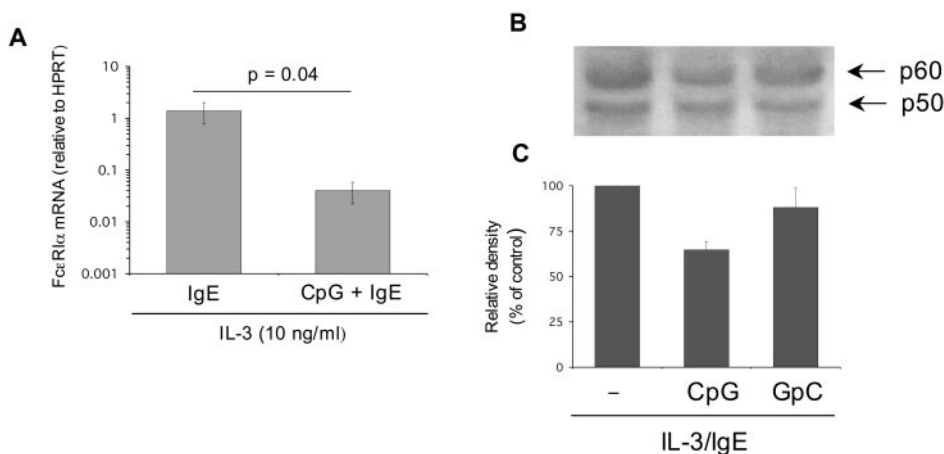 A
FcεRIα mRNA (relative to HPRT)
10
1
0.1
0.01
0.001
p = 0.04
IgE
CpG + IgE
IL-3 (10 ng/ml)
B
p60
p50
C
Relative density
(% of control)
100
75
50
25
0
–
CpG
GpC
IL-3/IgE